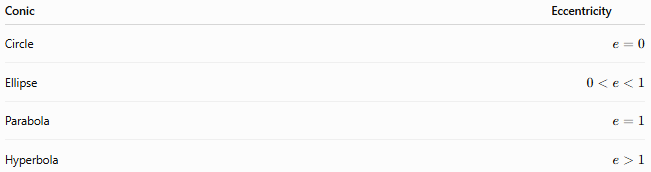 Conic Eccentricity
Circle e = 0
Ellipse 0 < e < 1
Parabola e = 1
Hyperbola e > 1